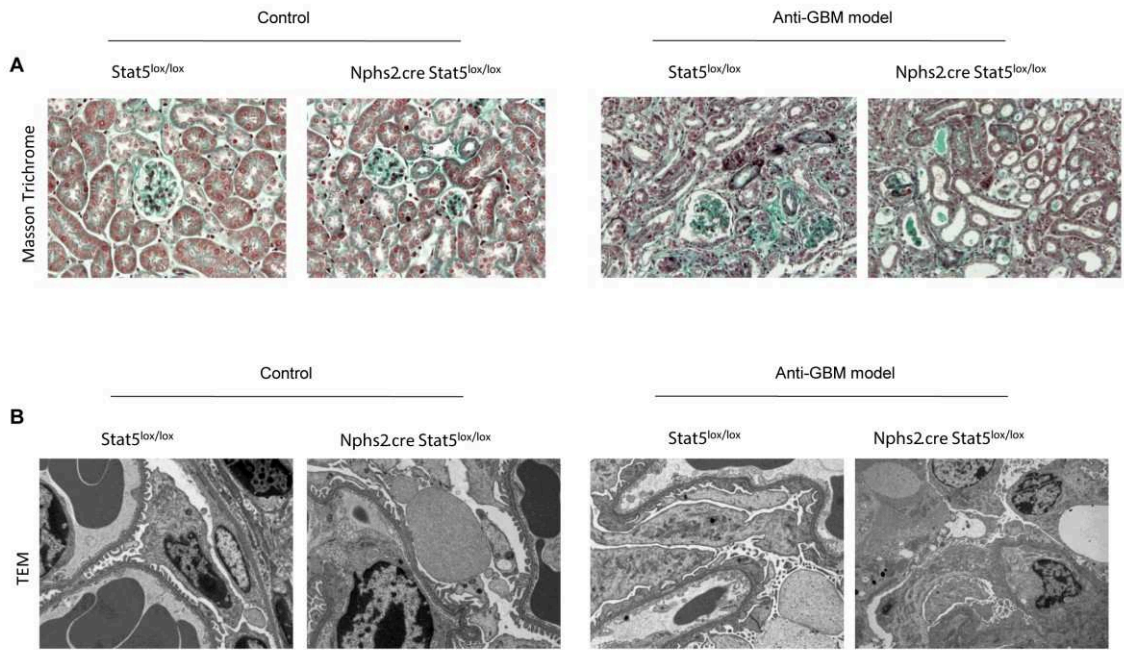 Control Anti-GBM model
A
Stat5lox/lox Nphs2.cre Stat5lox/lox Stat5lox/lox Nphs2.cre Stat5lox/lox
Masson Trichrome
Control Anti-GBM model
B
Stat5lox/lox Nphs2.cre Stat5lox/lox Stat5lox/lox Nphs2.cre Stat5lox/lox
TEM